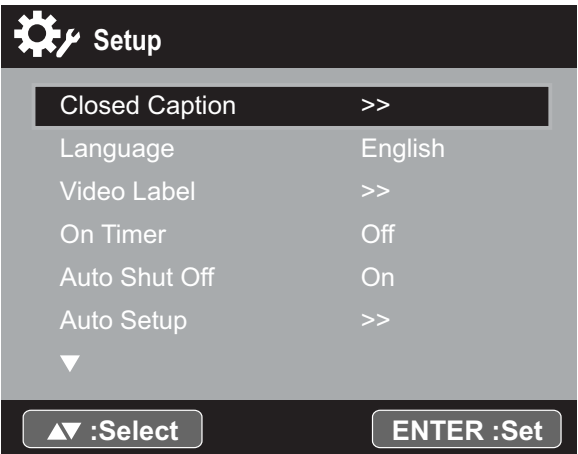 Setup
Closed Caption >>
Language English
Video Label >>
On Timer Off
Auto Shut Off On
Auto Setup >>
▼
▲▼ :Select ENTER :Set